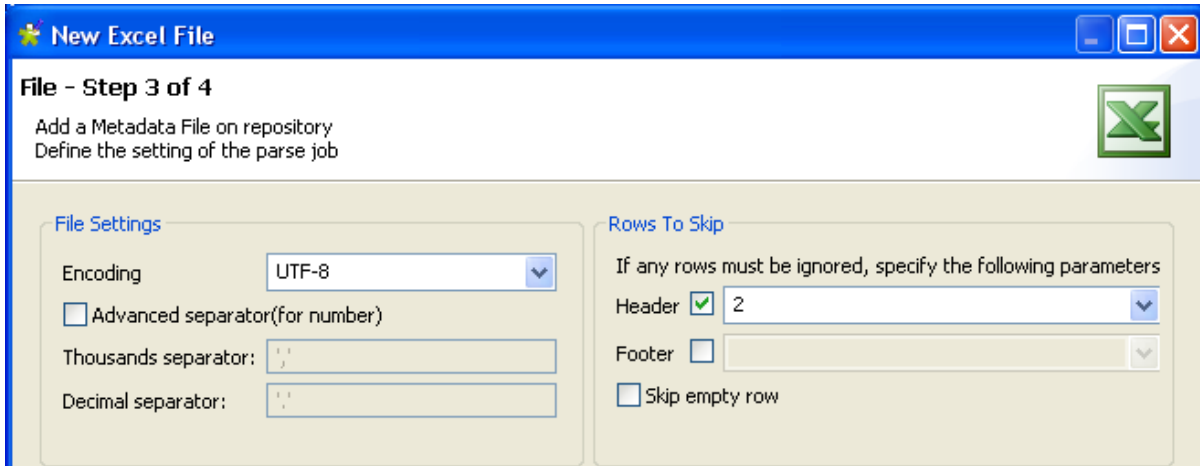 New Excel File
File - Step 3 of 4
Add a Metadata File on repository
Define the setting of the parse job
File Settings
Encoding UTF-8
Advanced separator(for number)
Thousands separator: ','
Decimal separator: '.'
Rows To Skip
If any rows must be ignored, specify the following parameters
Header 2
Footer
Skip empty row